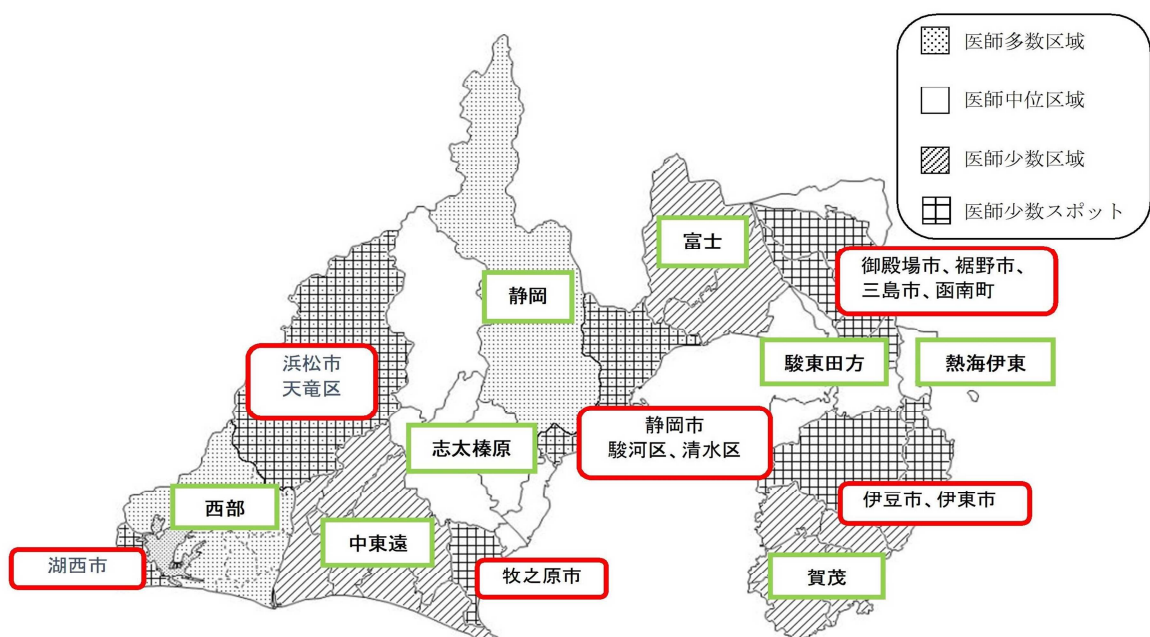 医師多数区域
医師中位区域
医師少数区域
医師少数スポット
富士
御殿場市、裾野市、
三島市、函南町
静岡
浜松市
天竜区
駿東田方
熱海伊東
静岡市
駿河区、清水区
志太榛原
西部
伊豆市、伊東市
中東遠
湖西市
牧之原市
賀茂